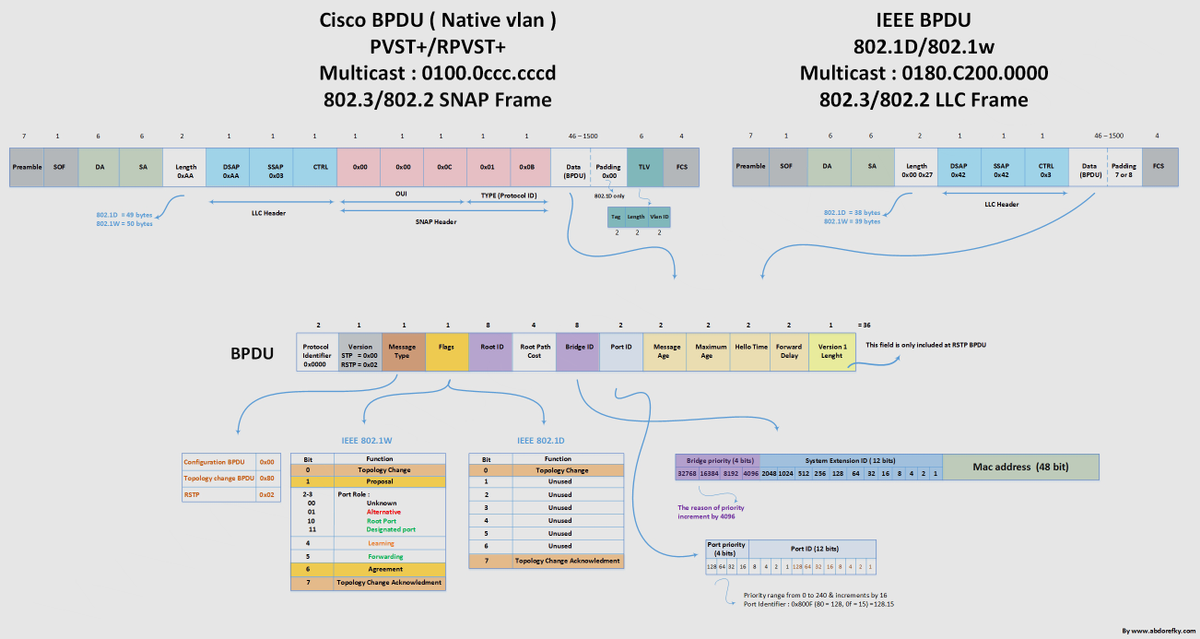 Cisco BPDU ( Native vlan )
PVST+/RPVST+
Multicast : 0100.0ccc.cccd
802.3/802.2 SNAP Frame
IEEE BPDU
802.1D/802.1w
Multicast : 0180.C200.0000
802.3/802.2 LLC Frame
7 1 6 6 2 1 1 1 1 1 1 1 1 46 – 1500 6 4
Preamble SOF DA SA Length 0xAA DSAP 0xAA SSAP 0x03 CTRL 0x00 0x00 0x0C 0x01 0x0B Data (BPDU) Padding 0x00 TLV FCS
802.1D = 49 bytes
802.1W = 50 bytes
LLC Header
OUI
TYPE (Protocol ID)
SNAP Header
802.1D only
Tag Length Vlan ID
2 2 2
7 1 6 6 2 1 1 1 46 – 1500 4
Preamble SOF DA SA Length 0x00 0x27 DSAP 0x42 SSAP 0x42 CTRL 0x3 Data (BPDU) Padding 7 or 8 FCS
802.1D = 38 bytes
802.1W = 39 bytes
LLC Header
2 1 1 1 8 4 8 2 2 2 2 2 1 = 36
BPDU
Protocol Identifier 0x0000
Version STP = 0x00 RSTP = 0x02
Message Type
Flags
Root ID
Root Path Cost
Bridge ID
Port ID
Message Age
Maximum Age
Hello Time
Forward Delay
Version 1 Lenght
This field is only included at RSTP BPDU
Configuration BPDU 0x00
Topology change BPDU 0x80
RSTP 0x02
IEEE 802.1W
Bit Function
0 Topology Change
1 Proposal
2-3 Port Role :
00 Unknown
01 Alternative
10 Root Port
11 Designated port
4 Learning
5 Forwarding
6 Agreement
7 Topology Change Acknowledment
IEEE 802.1D
Bit Function
0 Topology Change
1 Unused
2 Unused
3 Unused
4 Unused
5 Unused
6 Unused
7 Topology Change Acknowledgment
Bridge priority (4 bits) System Extension ID ( 12 bits)
32768 16384 8192 4096 2048 1024 512 256 128 64 32 16 8 4 2 1
Mac address (48 bit)
The reason of priority
increment by 4096
Port priority (4 bits)
Port ID (12 bits)
128 64 32 16 8 4 2 1 128 64 32 16 8 4 2 1
Priority range from 0 to 240 & increments by 16
Port Identifier : 0x800F (80 = 128, 0f = 15) =128.15
By www.abdorefky.com